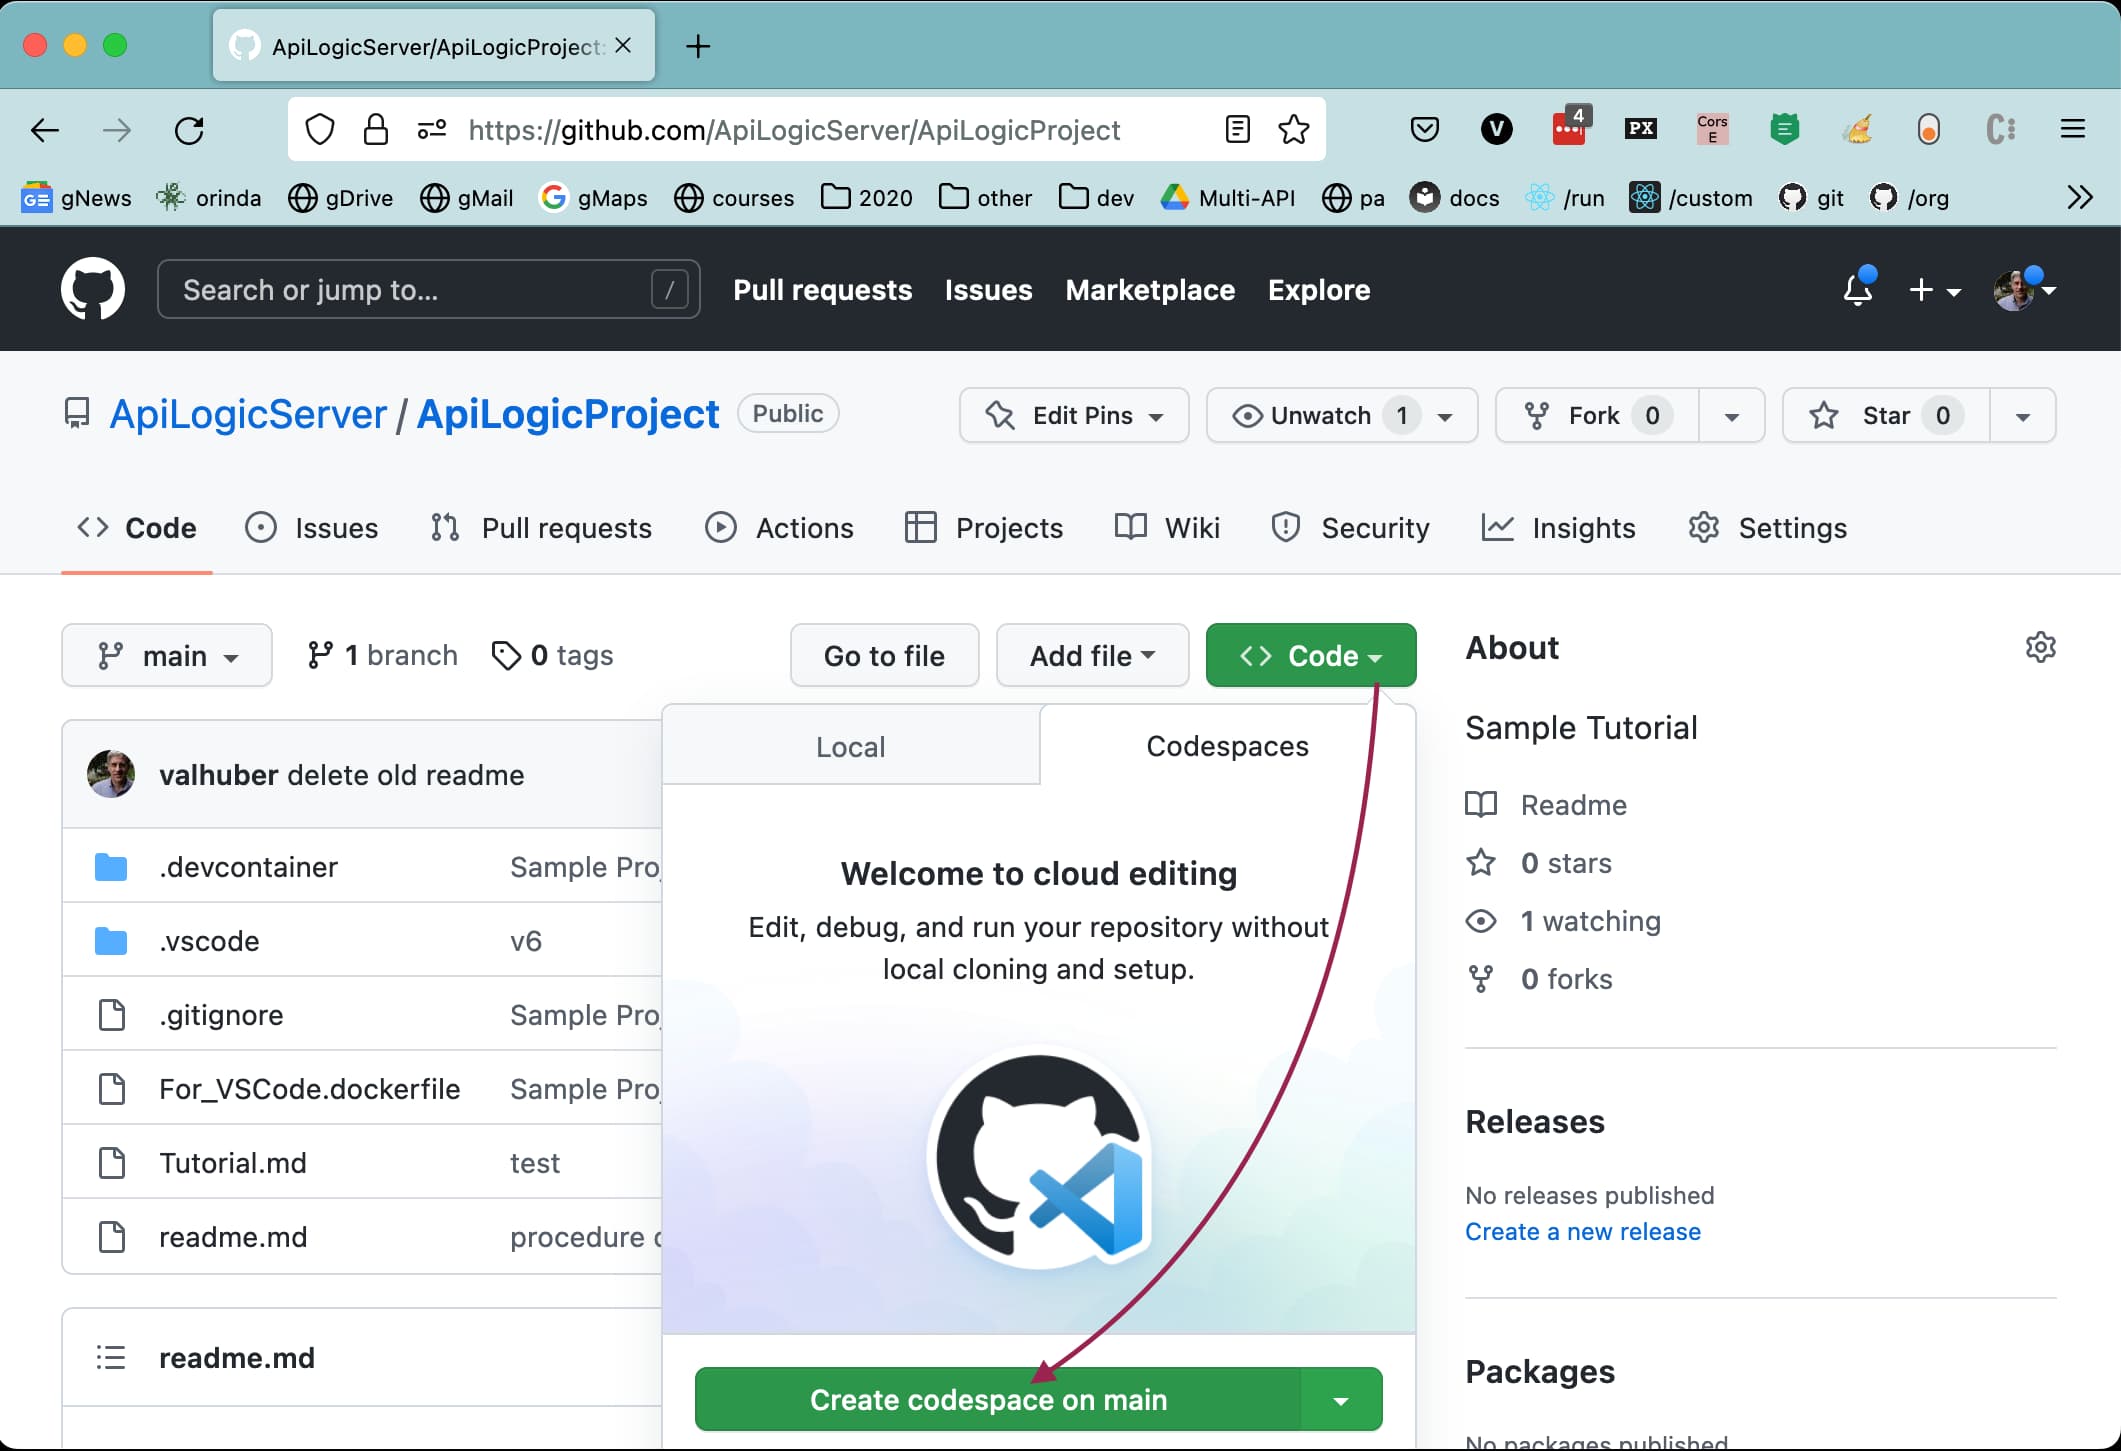 ApiLogicServer/ApiLogicProject:
https://github.com/ApiLogicServer/ApiLogicProject
V
4
PX
Cors
E
C:
GE gNews
orinda
gDrive
gMail
G gMaps
courses
2020
other
dev
Multi-API
pa
docs
/run
/custom
git
/org
Search or jump to...
/
Pull requests
Issues
Marketplace
Explore
ApiLogicServer / ApiLogicProject
Public
Edit Pins
Unwatch 1
Fork 0
Star 0
Code
Issues
Pull requests
Actions
Projects
Wiki
Security
Insights
Settings
main
1 branch
0 tags
Go to file
Add file
Code
valhuber delete old readme
.devcontainer Sample Pro
.vscode v6
.gitignore Sample Pro
For_VSCode.dockerfile Sample Pro
Tutorial.md test
readme.md procedure
readme.md
Local
Codespaces
Welcome to cloud editing
Edit, debug, and run your repository without
local cloning and setup.
Create codespace on main
About
Sample Tutorial
Readme
0 stars
1 watching
0 forks
Releases
No releases published
Create a new release
Packages
No packages published